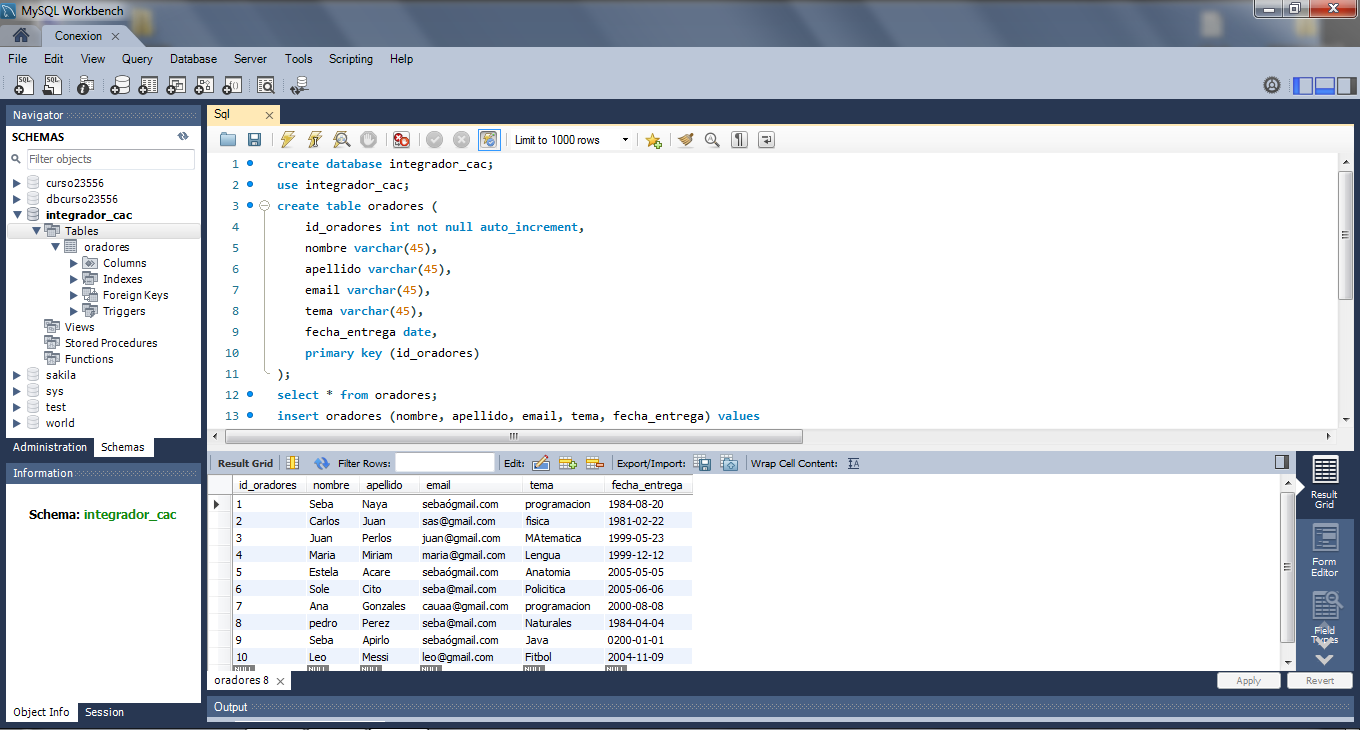 MySQL Workbench
Conexion
File Edit View Query Database Server Tools Scripting Help
Navigator
SCHEMAS
Filter objects
curso23556
dbcurso23556
integrador_cac
Tables
oradores
Columns
Indexes
Foreign Keys
Triggers
Views
Stored Procedures
Functions
sakila
sys
test
world
Administration Schemas
Information
Schema: integrador_cac
Object Info Session
Sql
Limit to 1000 rows
1 create database integrador_cac;
2 use integrador_cac;
3 create table oradores (
4 id_oradores int not null auto_increment,
5 nombre varchar(45),
6 apellido varchar(45),
7 email varchar(45),
8 tema varchar(45),
9 fecha_entrega date,
10 primary key (id_oradores)
11 );
12 select * from oradores;
13 insert oradores (nombre, apellido, email, tema, fecha_entrega) values
Result Grid Filter Rows: Edit: Export/Import: Wrap Cell Content:
id_oradores nombre apellido email tema fecha_entrega
1 Seba Naya sebaógmail.com programacion 1984-08-20
2 Carlos Juan sas@gmail.com fisica 1981-02-22
3 Juan Perlos juan@gmail.com MAtematica 1999-05-23
4 Maria Miriam maria@gmail.com Lengua 1999-12-12
5 Estela Acare sebaógmail.com Anatomia 2005-05-05
6 Sole Cito seba@mail.com Policitica 2005-06-06
7 Ana Gonzales cauaa@gmail.com programacion 2000-08-08
8 pedro Perez seba@mail.com Naturales 1984-04-04
9 Seba Apirlo sebaógmail.com Java 0200-01-01
10 Leo Messi leo@gmail.com Fitbol 2004-11-09
NULL NULL NULL NULL NULL NULL
Result
Grid
Form
Editor
Field
Types
oradores 8
Apply Revert
Output